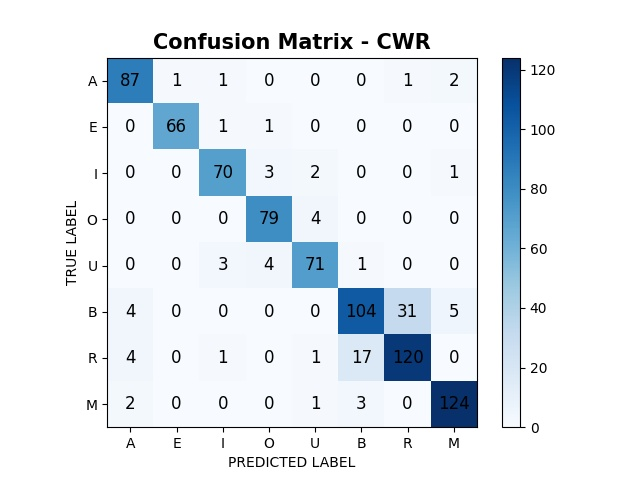 Confusion Matrix - CWR
A 87 1 1 0 0 0 1 2
E 0 66 1 1 0 0 0 0
I 0 0 70 3 2 0 0 1
O 0 0 0 79 4 0 0 0
U 0 0 3 4 71 1 0 0
B 4 0 0 0 0 104 31 5
R 4 0 1 0 1 17 120 0
M 2 0 0 0 1 3 0 124
A E I O U B R M
PREDICTED LABEL
TRUE LABEL
120
100
80
60
40
20
0